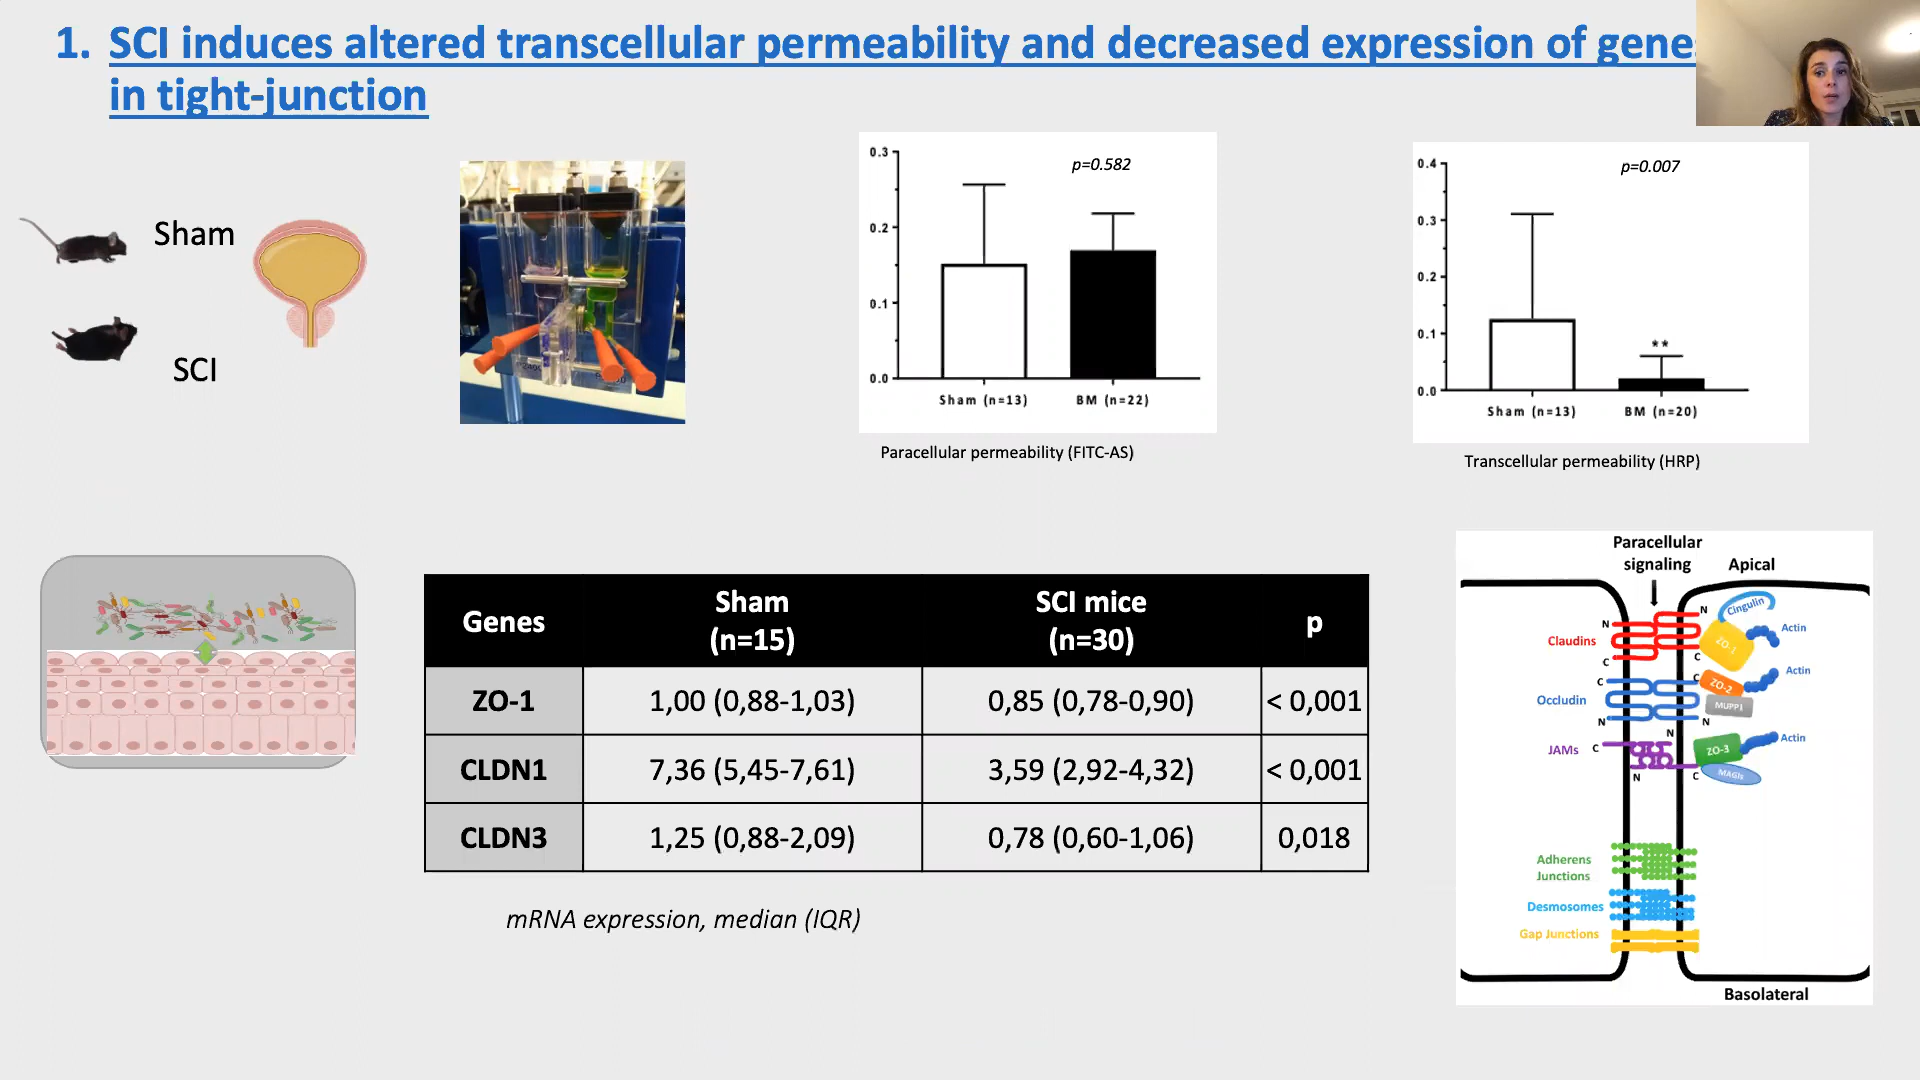 1. SCI induces altered transcellular permeability and decreased expression of gene
in tight-junction
Sham
SCI
0.3
0.2
0.1
0.0
p=0.582
Sham (n=13)
BM (n=22)
Paracellular permeability (FITC-AS)
0.4
0.3
0.2
0.1
0.0
p=0.007
**
Sham (n=13)
BM (n=20)
Transcellular permeability (HRP)
Genes
Sham
(n=15)
SCI mice
(n=30)
p
ZO-1
1,00 (0,88-1,03)
0,85 (0,78-0,90)
< 0,001
CLDN1
7,36 (5,45-7,61)
3,59 (2,92-4,32)
< 0,001
CLDN3
1,25 (0,88-2,09)
0,78 (0,60-1,06)
0,018
mRNA expression, median (IQR)
Paracellular
signaling
Apical
N
N
Cingulin
Claudins
ZO-1
Actin
C
C
C
C
ZO-2
Actin
Occludin
MUPP1
N
N
N
JAMs
C
ZO-3
Actin
N
C
MAGIs
Adherens
Junctions
Desmosomes
Gap Junctions
Basolateral